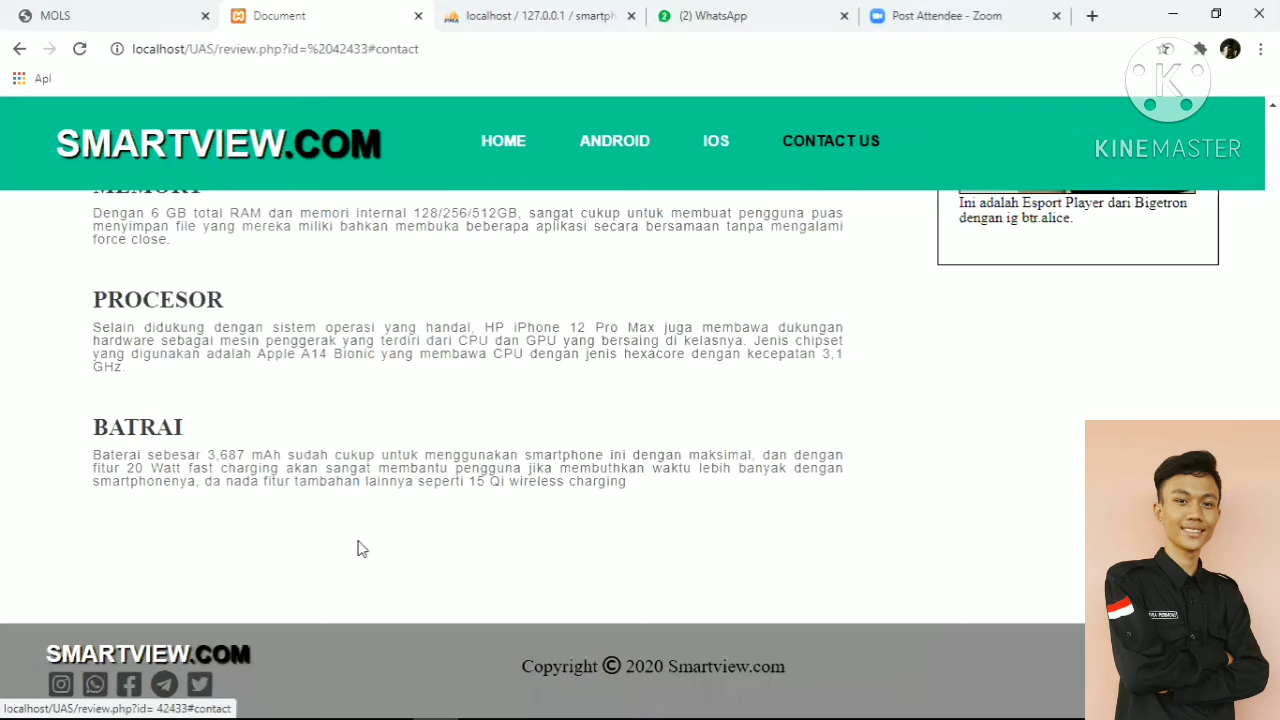 MOLS
Document
localhost / 127.0.0.1 / smartph
(2) WhatsApp
Post Attendee - Zoom
localhost/UAS/review.php?id=%2042433#contact
Apl
KINEMASTER
SMARTVIEW.COM
HOME
ANDROID
IOS
CONTACT US
MEMORY
Dengan 6 GB total RAM dan memori internal 128/256/512GB, sangat cukup untuk membuat pengguna puas
menyimpan file yang mereka miliki bahkan membuka beberapa aplikasi secara bersamaan tanpa mengalami
force close.
Ini adalah Esport Player dari Bigetron
dengan ig btr.alice.
PROCESOR
Selain didukung dengan sistem operasi yang handal, HP iPhone 12 Pro Max juga membawa dukungan
hardware sebagai mesin penggerak yang terdiri dari CPU dan GPU yang bersaing di kelasnya. Jenis chipset
yang digunakan adalah Apple A14 Bionic yang membawa CPU dengan jenis hexacore dengan kecepatan 3,1
GHz.
BATRAI
Baterai sebesar 3,687 mAh sudah cukup untuk menggunakan smartphone ini dengan maksimal, dan dengan
fitur 20 Watt fast charging akan sangat membantu pengguna jika membuthkan waktu lebih banyak dengan
smartphonenya, da nada fitur tambahan lainnya seperti 15 Qi wireless charging
SMARTVIEW.COM
Copyright © 2020 Smartview.com
localhost/UAS/review.php?id= 42433#contact